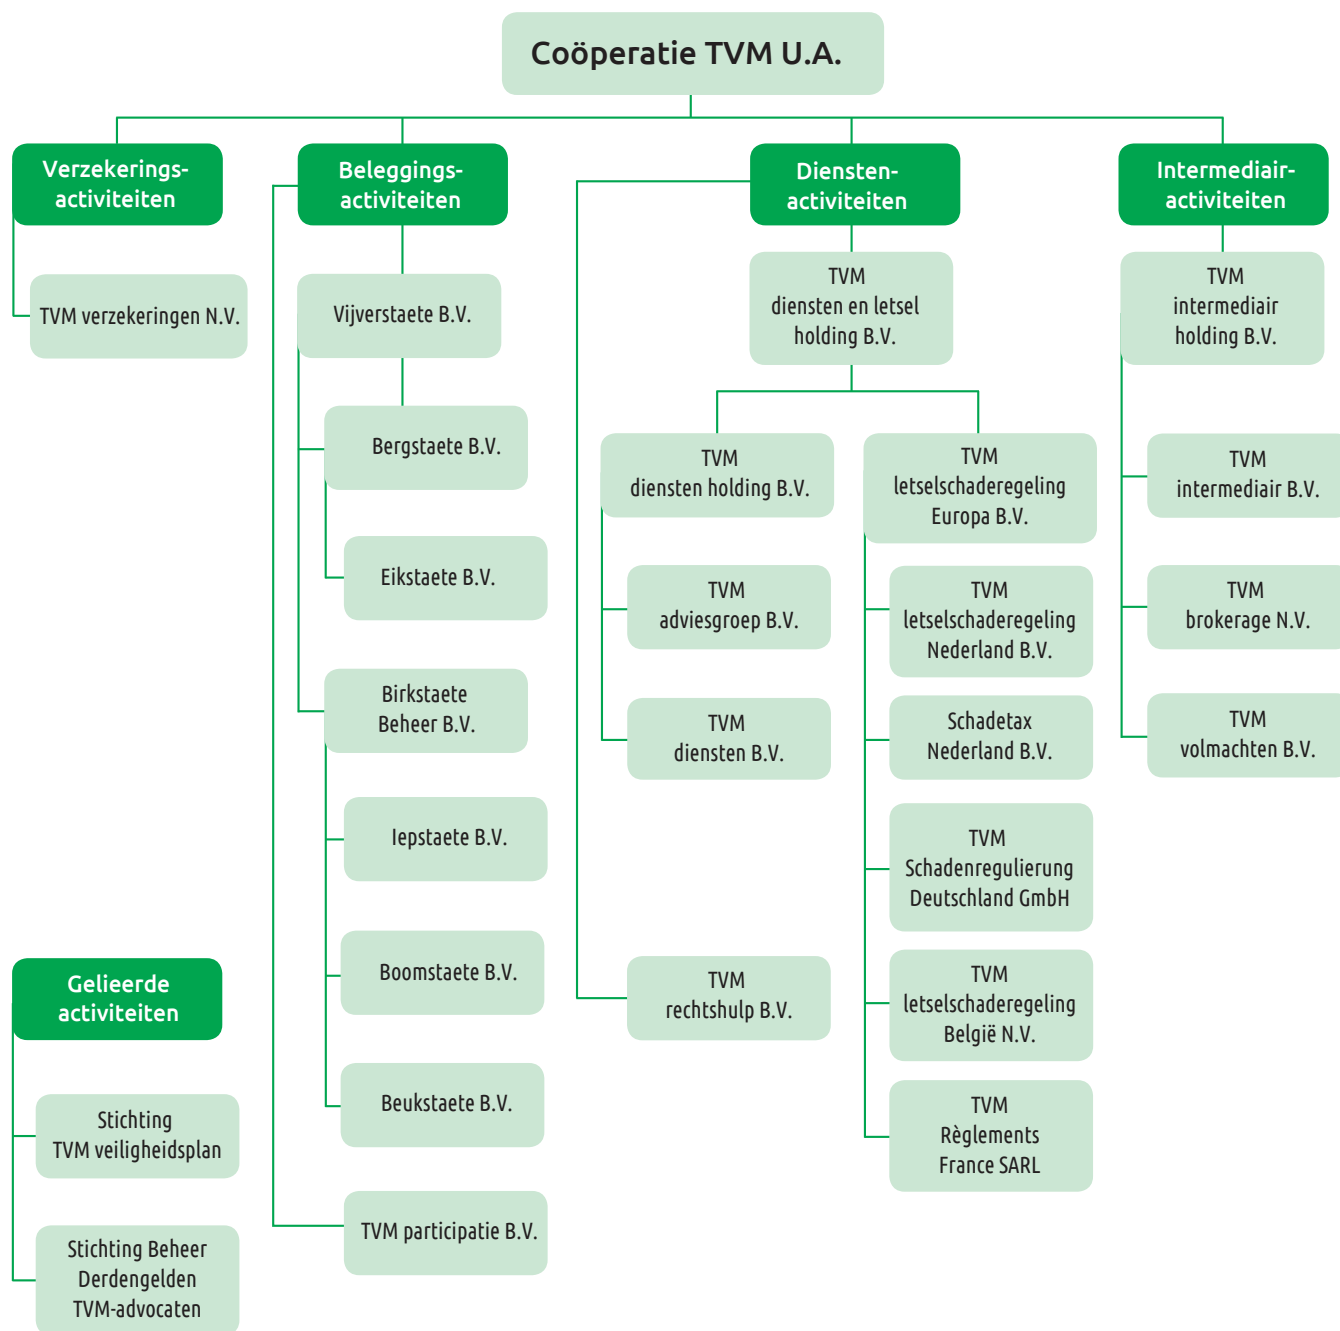 Coöperatie TVM U.A.
Verzekerings-
activiteiten
TVM verzekeringen N.V.
Beleggings-
activiteiten
Vijverstaete B.V.
Bergstaete B.V.
Eikstaete B.V.
Birkstaete
Beheer B.V.
Iepstaete B.V.
Boomstaete B.V.
Beukstaete B.V.
TVM participatie B.V.
Diensten-
activiteiten
TVM
diensten en letsel
holding B.V.
TVM
diensten holding B.V.
TVM
adviesgroep B.V.
TVM
diensten B.V.
TVM
rechtshulp B.V.
TVM
letselschaderegeling
Europa B.V.
TVM
letselschaderegeling
Nederland B.V.
Schadetax
Nederland B.V.
TVM
Schadenregulierung
Deutschland GmbH
TVM
letselschaderegeling
België N.V.
TVM
Règlements
France SARL
Intermediair-
activiteiten
TVM
intermediair
holding B.V.
TVM
intermediair B.V.
TVM
brokerage N.V.
TVM
volmachten B.V.
Gelieerde
activiteiten
Stichting
TVM veiligheidsplan
Stichting Beheer
Derdengelden
TVM-advocaten